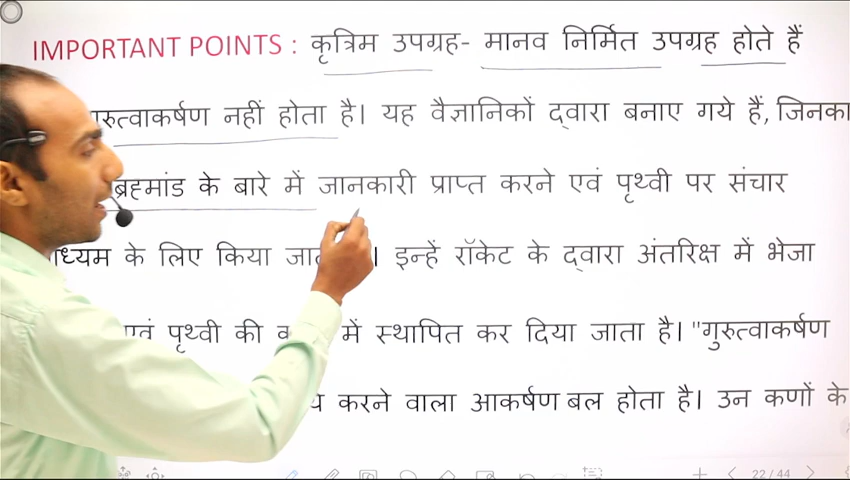 IMPORTANT POINTS : कृत्रिम उपग्रह- मानव निर्मित उपग्रह होते हैं
गुरुत्वाकर्षण नहीं होता है। यह वैज्ञानिकों द्वारा बनाए गये हैं, जिनका
ब्रह्मांड के बारे में जानकारी प्राप्त करने एवं पृथ्वी पर संचार
के लिए किया इन्हें रॉकेट के द्वारा अंतरिक्ष में भेजा
एवं पृथ्वी की में स्थापित कर दिया जाता है। "गुरुत्वाकर्षण
करने वाला आकर्षण बल होता है। उन कणों के
22/44